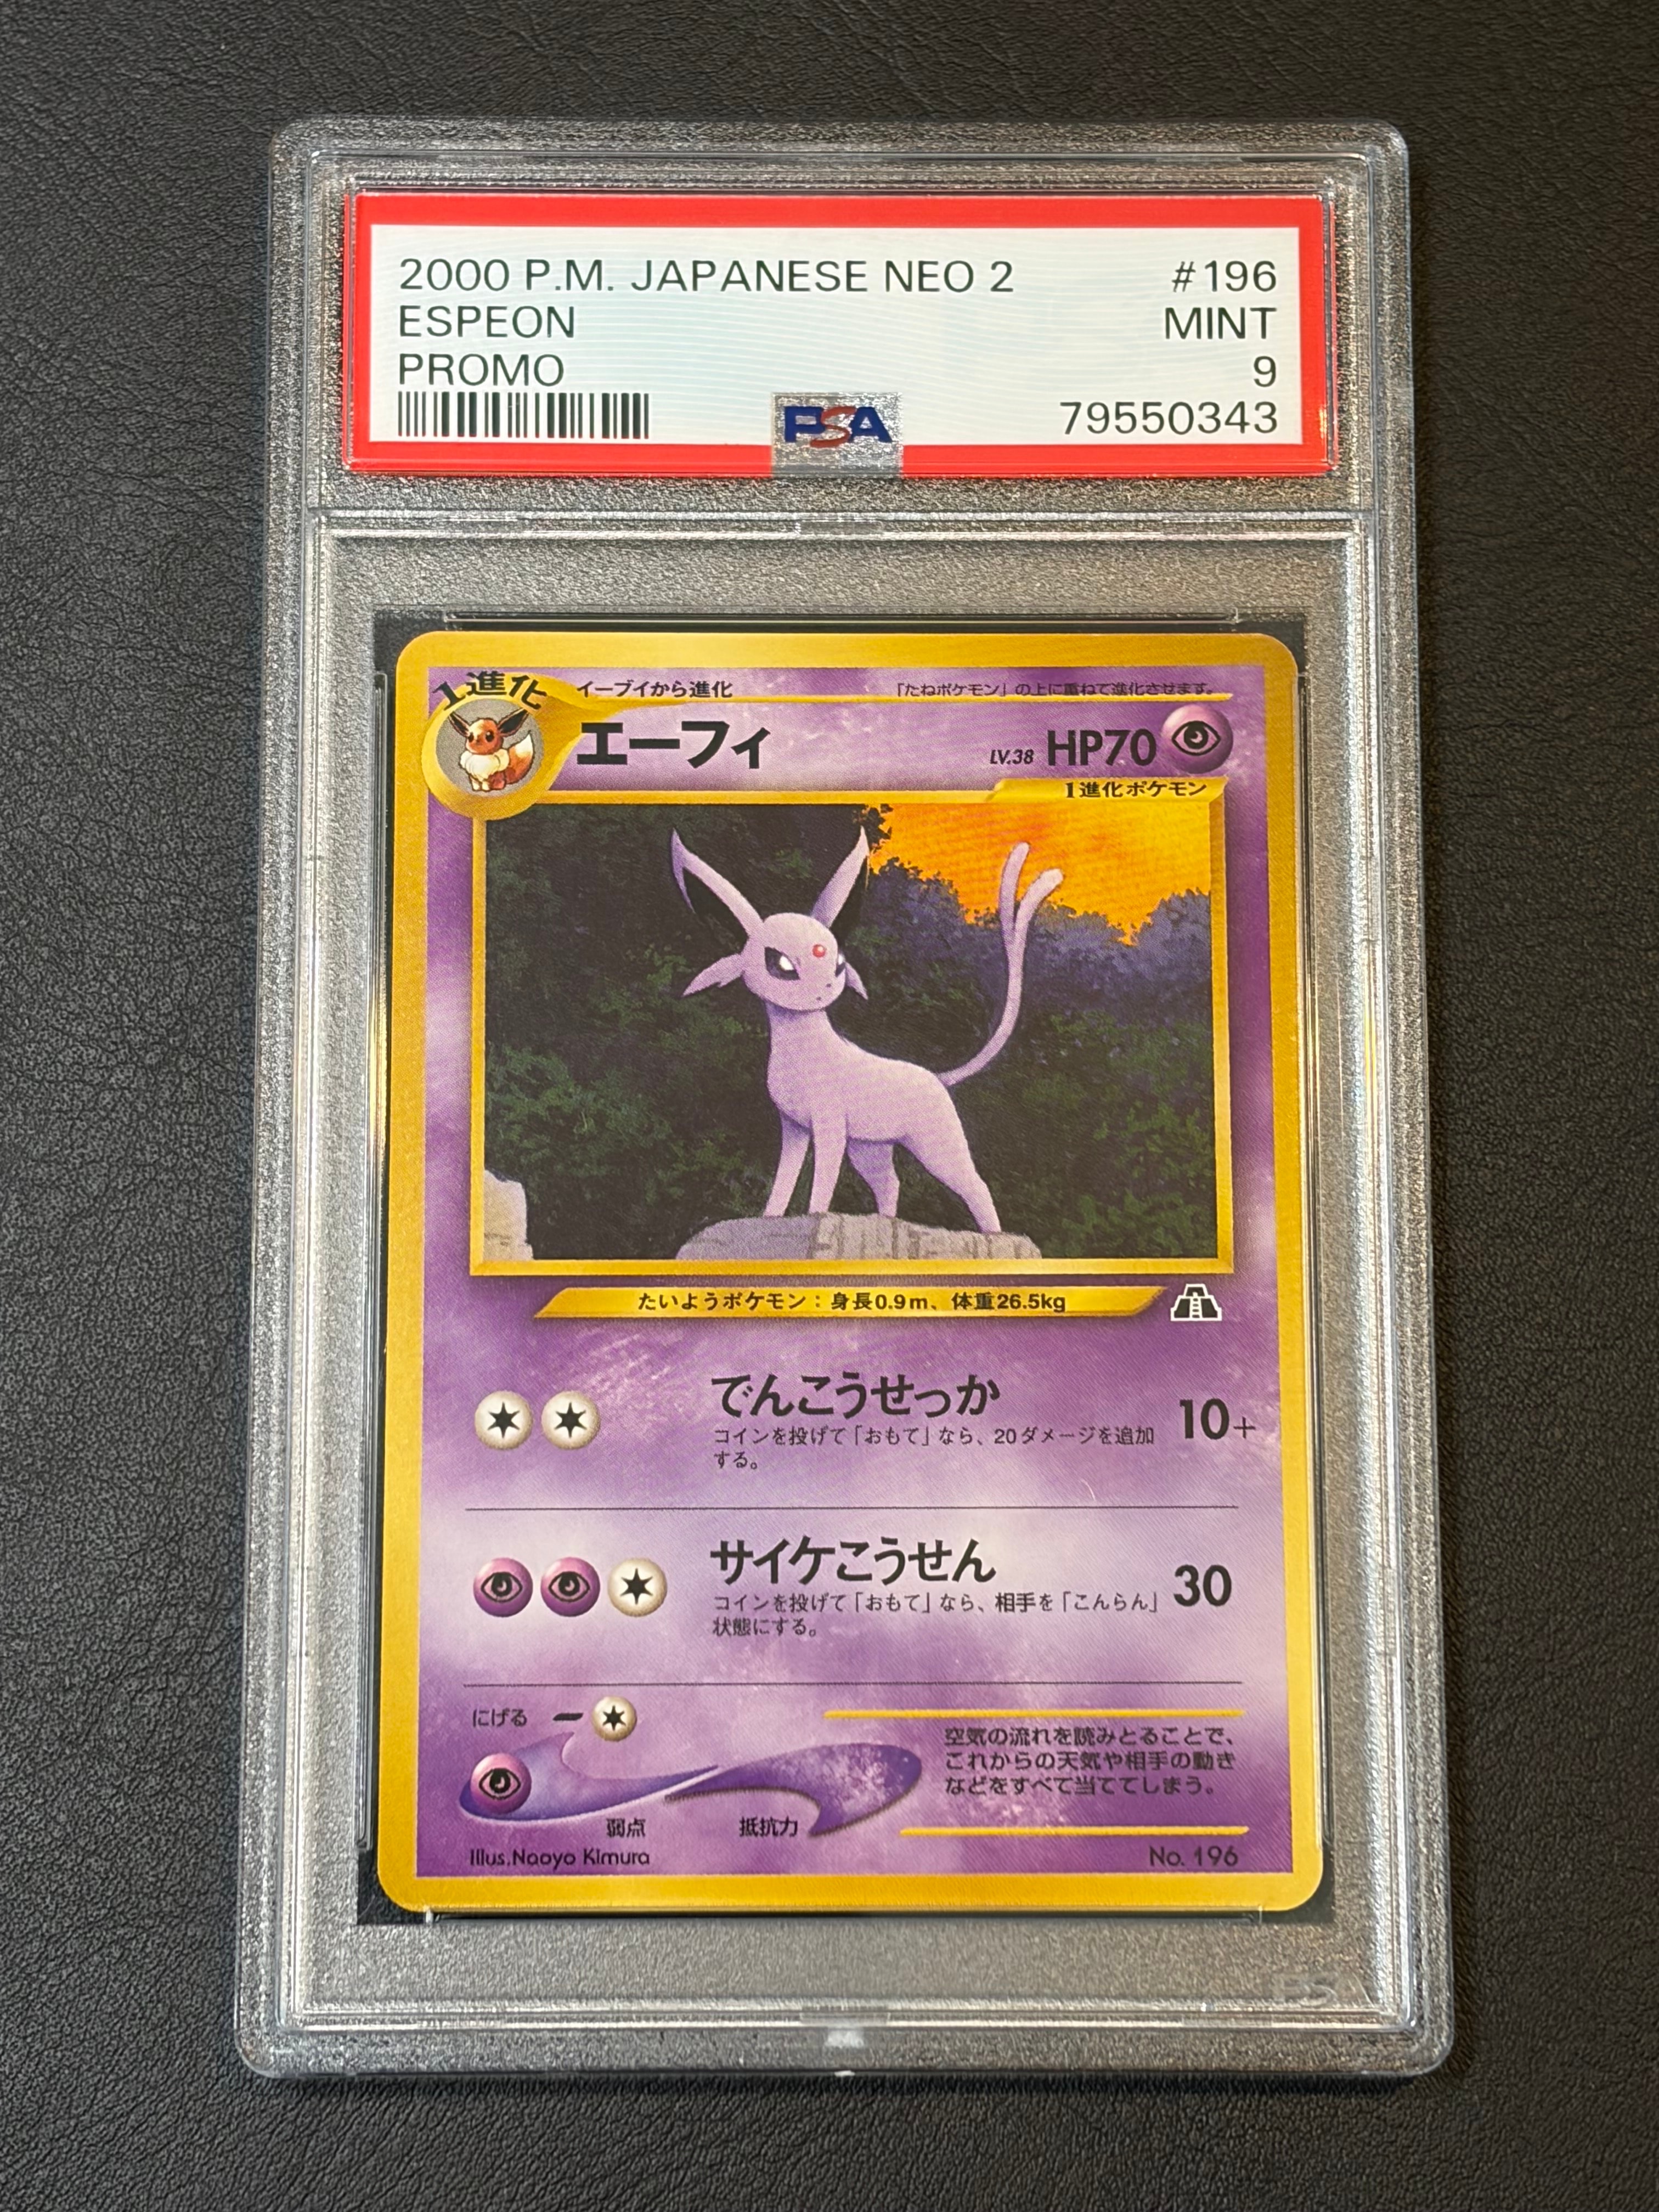 2000 P.M. JAPANESE NEO 2 #196
ESPEON MINT
PROMO 9
PSA 79550343
1進化 イーブイから進化 「たねポケモン」の上に重ねて進化させます。
エーフィ LV.38 HP70
1進化ポケモン
たいようポケモン：身長0.9m、体重26.5kg
でんこうせっか 10+
コインを投げて「おもて」なら、20ダメージを追加
する。
サイケこうせん 30
コインを投げて「おもて」なら、相手を「こんらん」
状態にする。
にげる
空気の流れを読みとることで、
これからの天気や相手の動き
などをすべて当ててしまう。
弱点 抵抗力
Illus.Naoyo Kimura No. 196
PSA